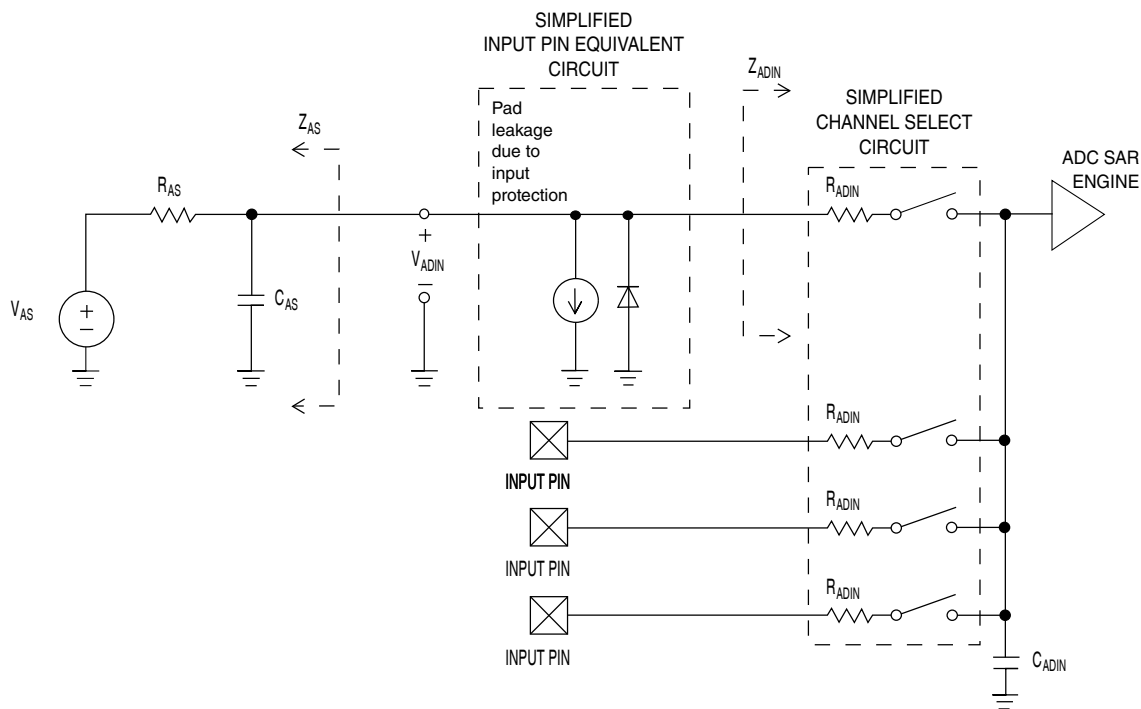 SIMPLIFIED
INPUT PIN EQUIVALENT
CIRCUIT
Pad
leakage
due to
input
protection
Z_ADIN
SIMPLIFIED
CHANNEL SELECT
CIRCUIT
ADC SAR
ENGINE
Z_AS
R_AS
R_ADIN
+
V_ADIN
–
C_AS
V_AS
+
–
R_ADIN
INPUT PIN
R_ADIN
INPUT PIN
R_ADIN
INPUT PIN
C_ADIN